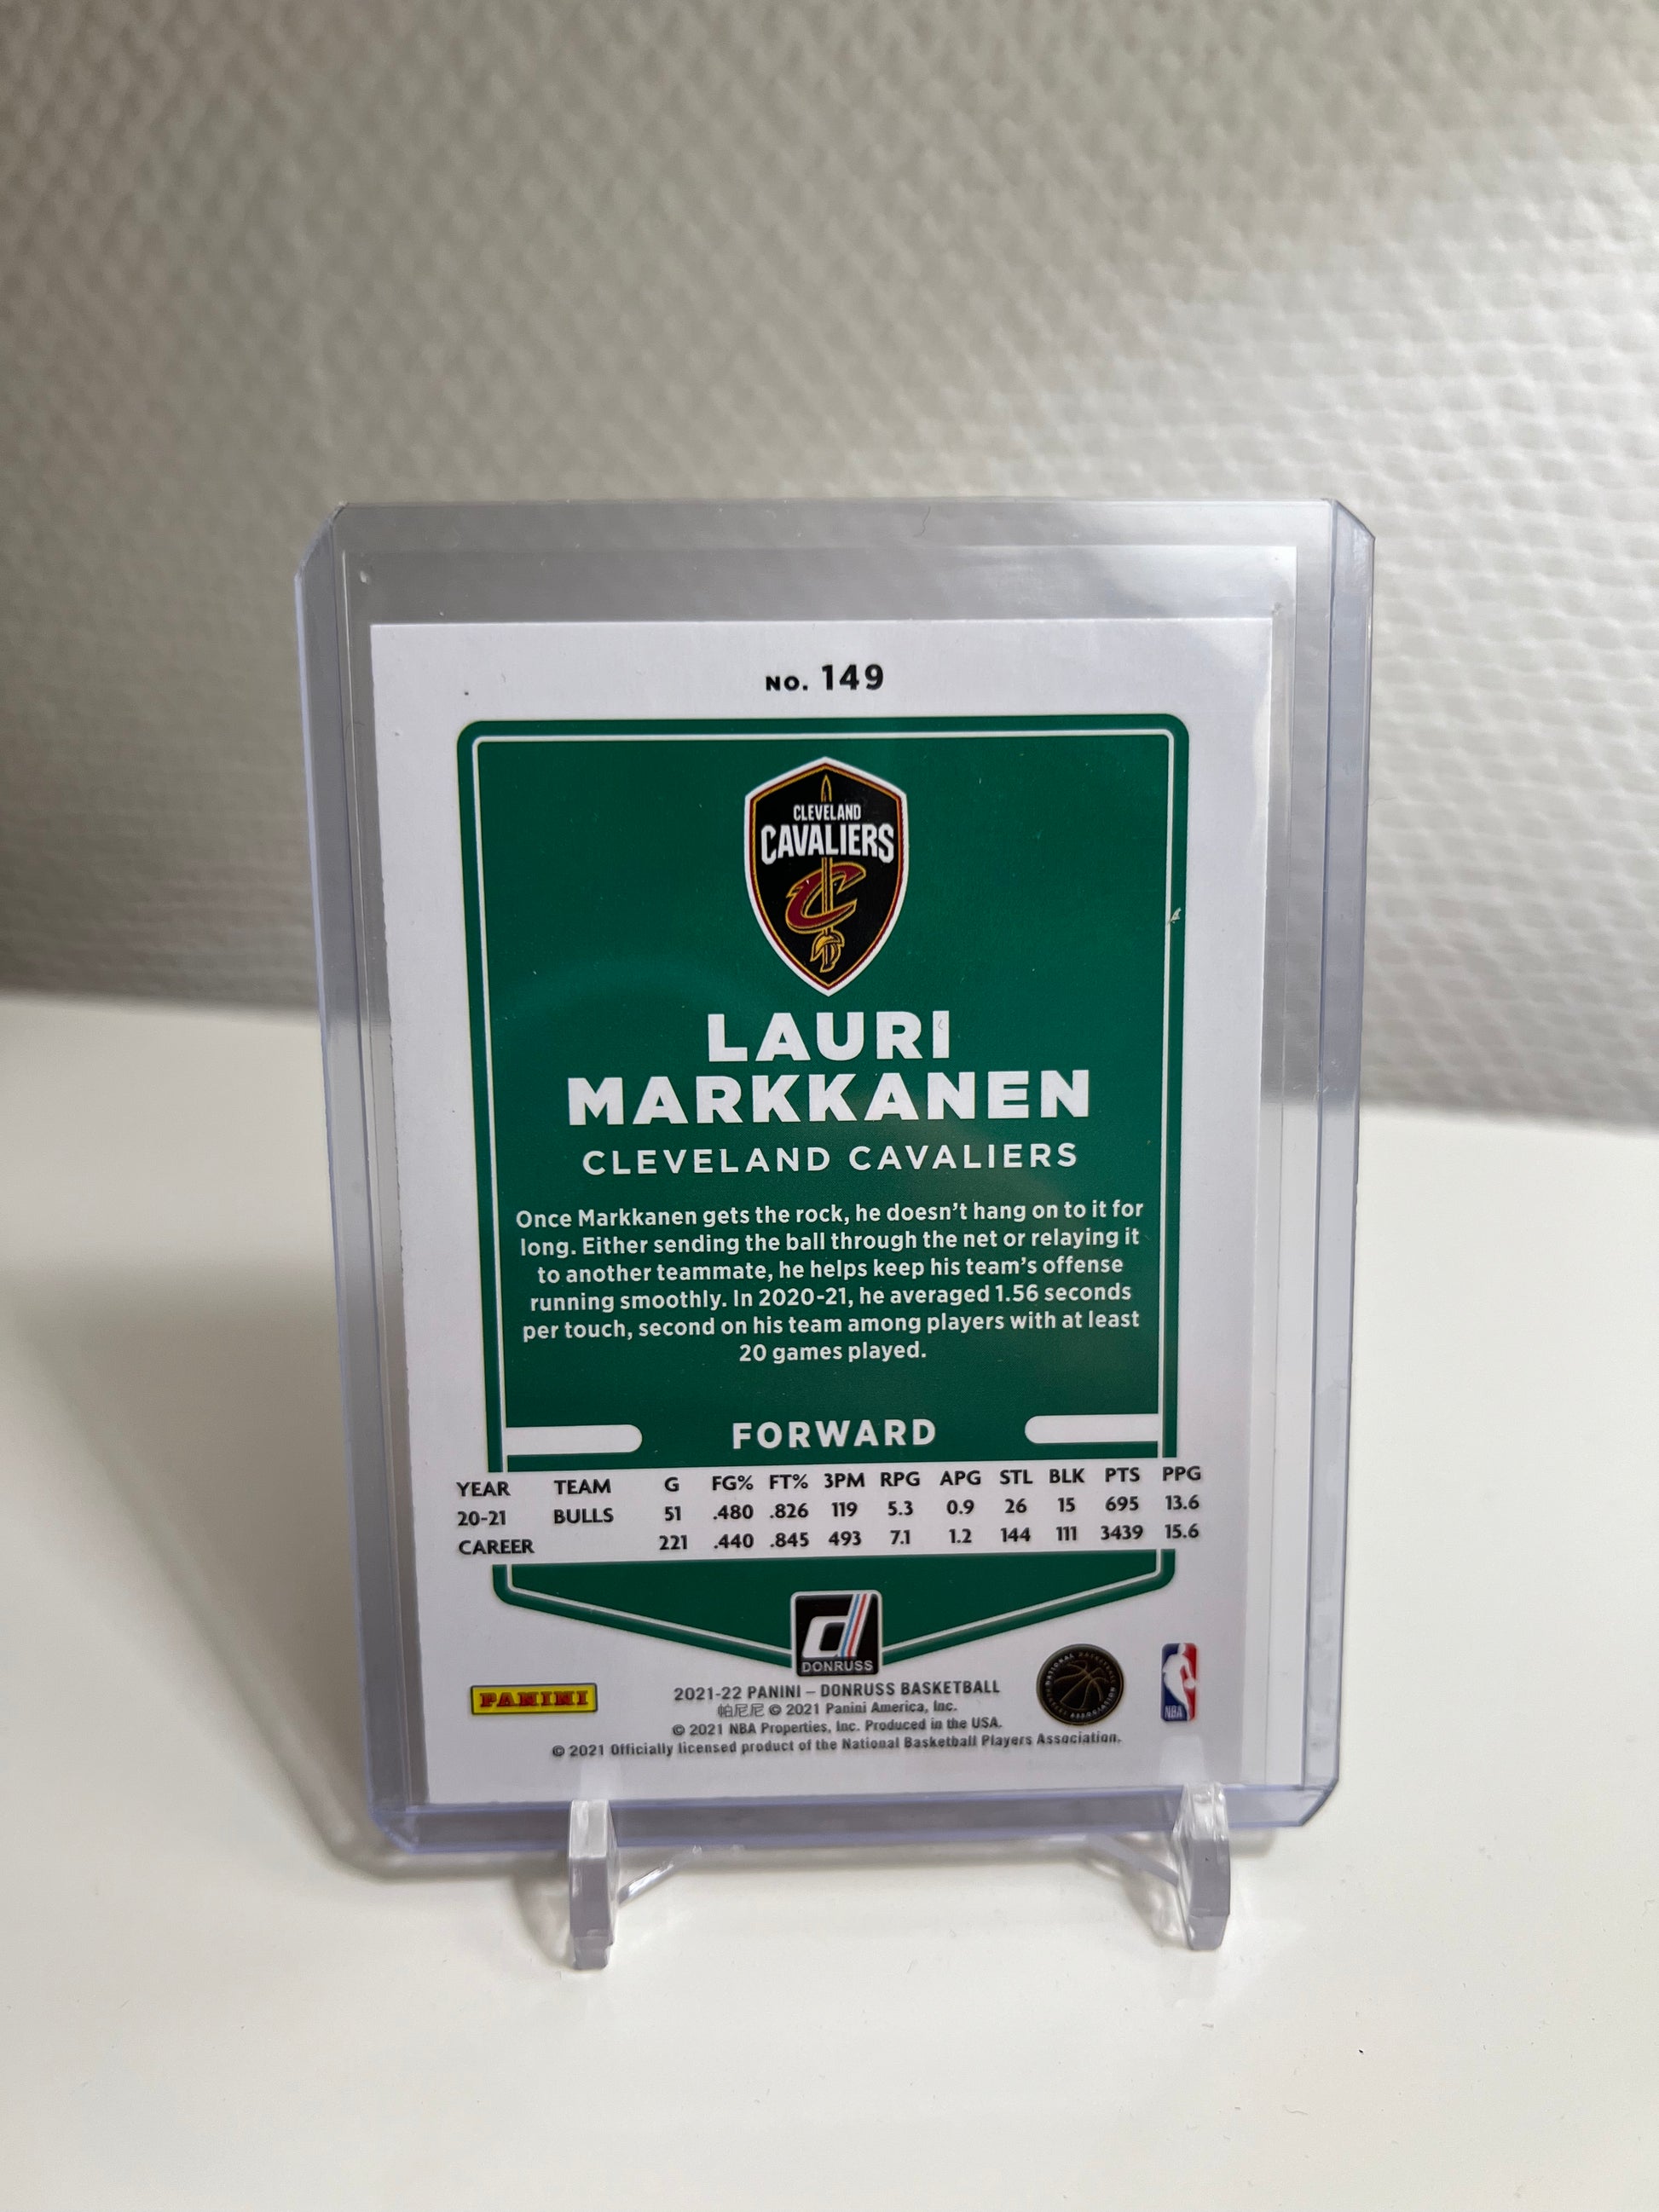 NO. 149
CLEVELAND
CAVALIERS
LAURI
MARKKANEN
CLEVELAND CAVALIERS
Once Markkanen gets the rock, he doesn't hang on to it for
long. Either sending the ball through the net or relaying it
to another teammate, he helps keep his team's offense
running smoothly. In 2020-21, he averaged 1.56 seconds
per touch, second on his team among players with at least
20 games played.
FORWARD
YEAR TEAM G FG% FT% 3PM RPG APG STL BLK PTS PPG
20-21 BULLS 51 .480 .826 119 5.3 0.9 26 15 695 13.6
CAREER 221 .440 .845 493 7.1 1.2 144 111 3439 15.6
DONRUSS
PANINI
2021-22 PANINI – DONRUSS BASKETBALL
帕尼尼 © 2021 Panini America, Inc.
© 2021 NBA Properties, Inc. Produced in the USA.
© 2021 Officially licensed product of the National Basketball Players Association.
NBA